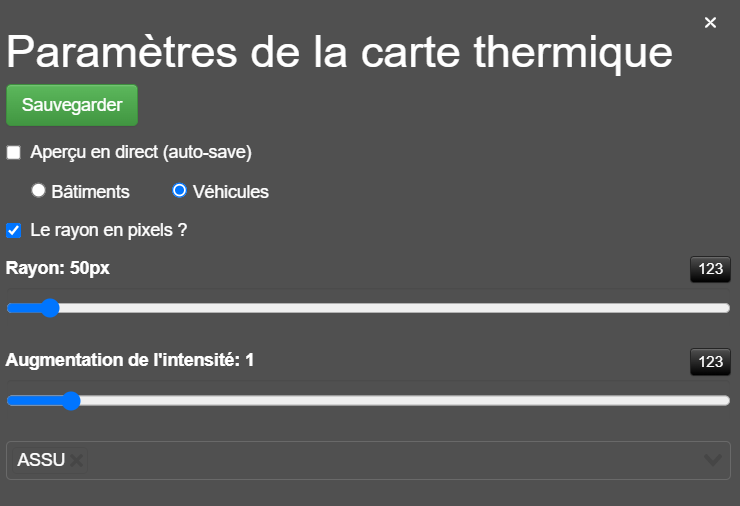 Paramètres de la carte thermique
Sauvegarder
Aperçu en direct (auto-save)
Bâtiments Véhicules
Le rayon en pixels ?
Rayon: 50px 123
Augmentation de l'intensité: 1 123
ASSU